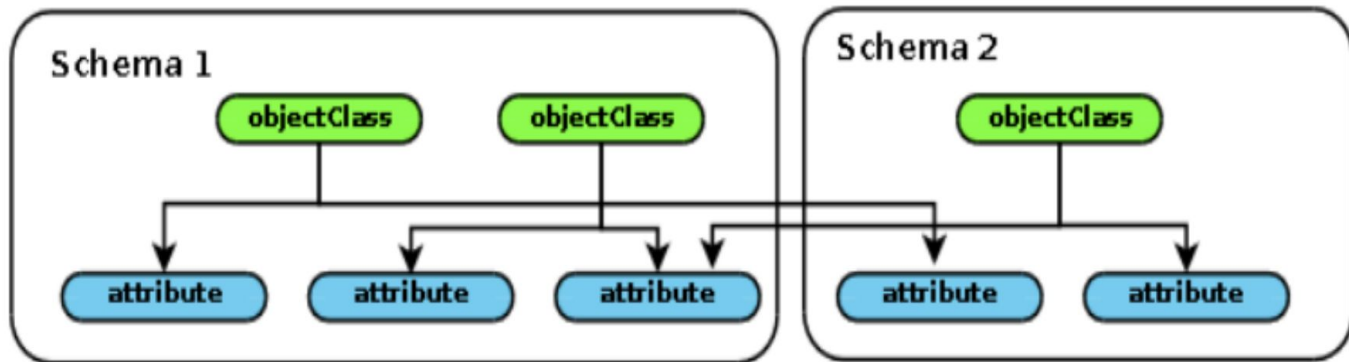 Schema 1
Schema 2
objectClass
objectClass
objectClass
attribute
attribute
attribute
attribute
attribute